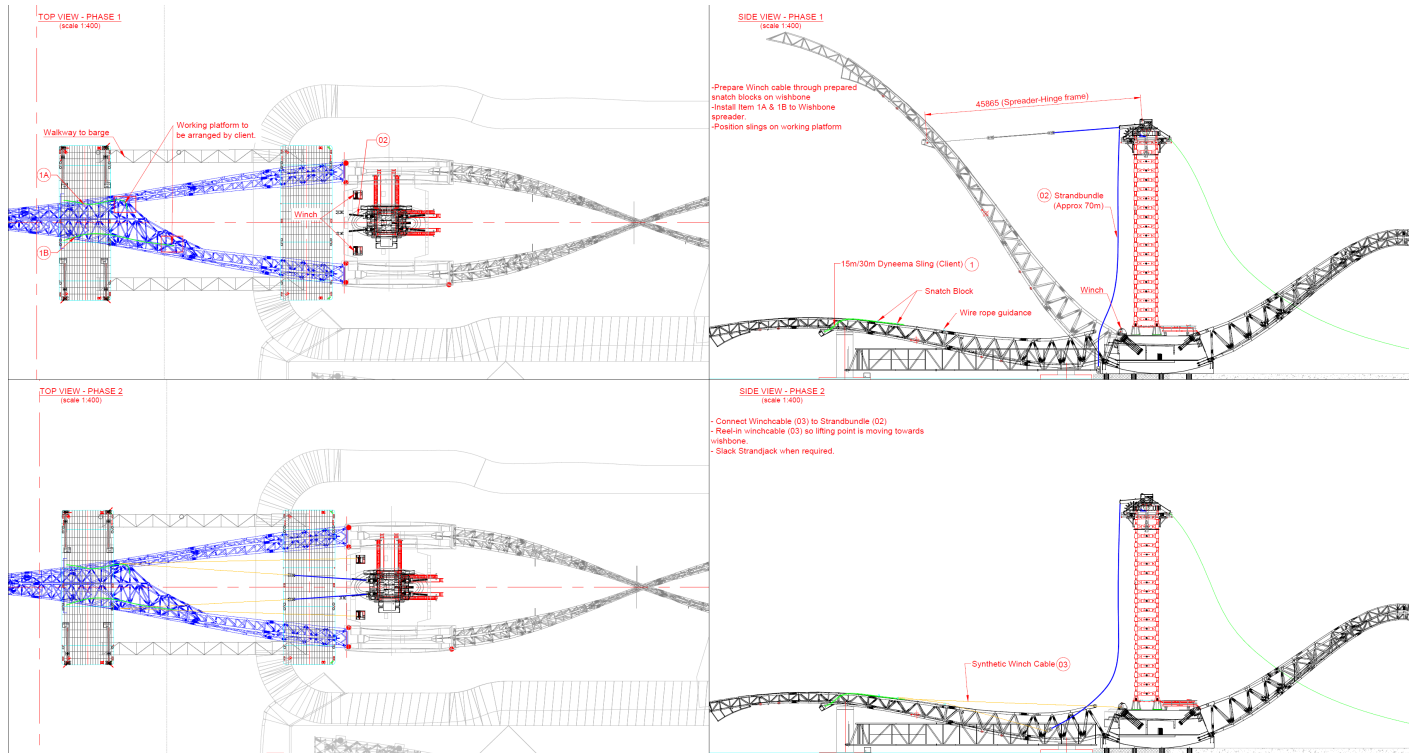 TOP VIEW - PHASE 1
(scale 1:400)
Walkway to barge
Working platform to
be arranged by client.
02
1A
Winch
1B
SIDE VIEW - PHASE 1
(scale 1:400)
-Prepare Winch cable through prepared
snatch blocks on wishbone
-Install Item 1A & 1B to Wishbone
spreader.
-Position slings on working platform
45865 (Spreader-Hinge frame)
02 Strandbundle
(Approx 70m)
15m/30m Dyneema Sling (Client) 1
Snatch Block
Winch
Wire rope guidance
TOP VIEW - PHASE 2
(scale 1:400)
SIDE VIEW - PHASE 2
(scale 1:400)
- Connect Winchcable (03) to Strandbundle (02)
- Reel-in winchcable (03) so lifting point is moving towards
wishbone.
- Slack Strandjack when required.
Synthetic Winch Cable 03